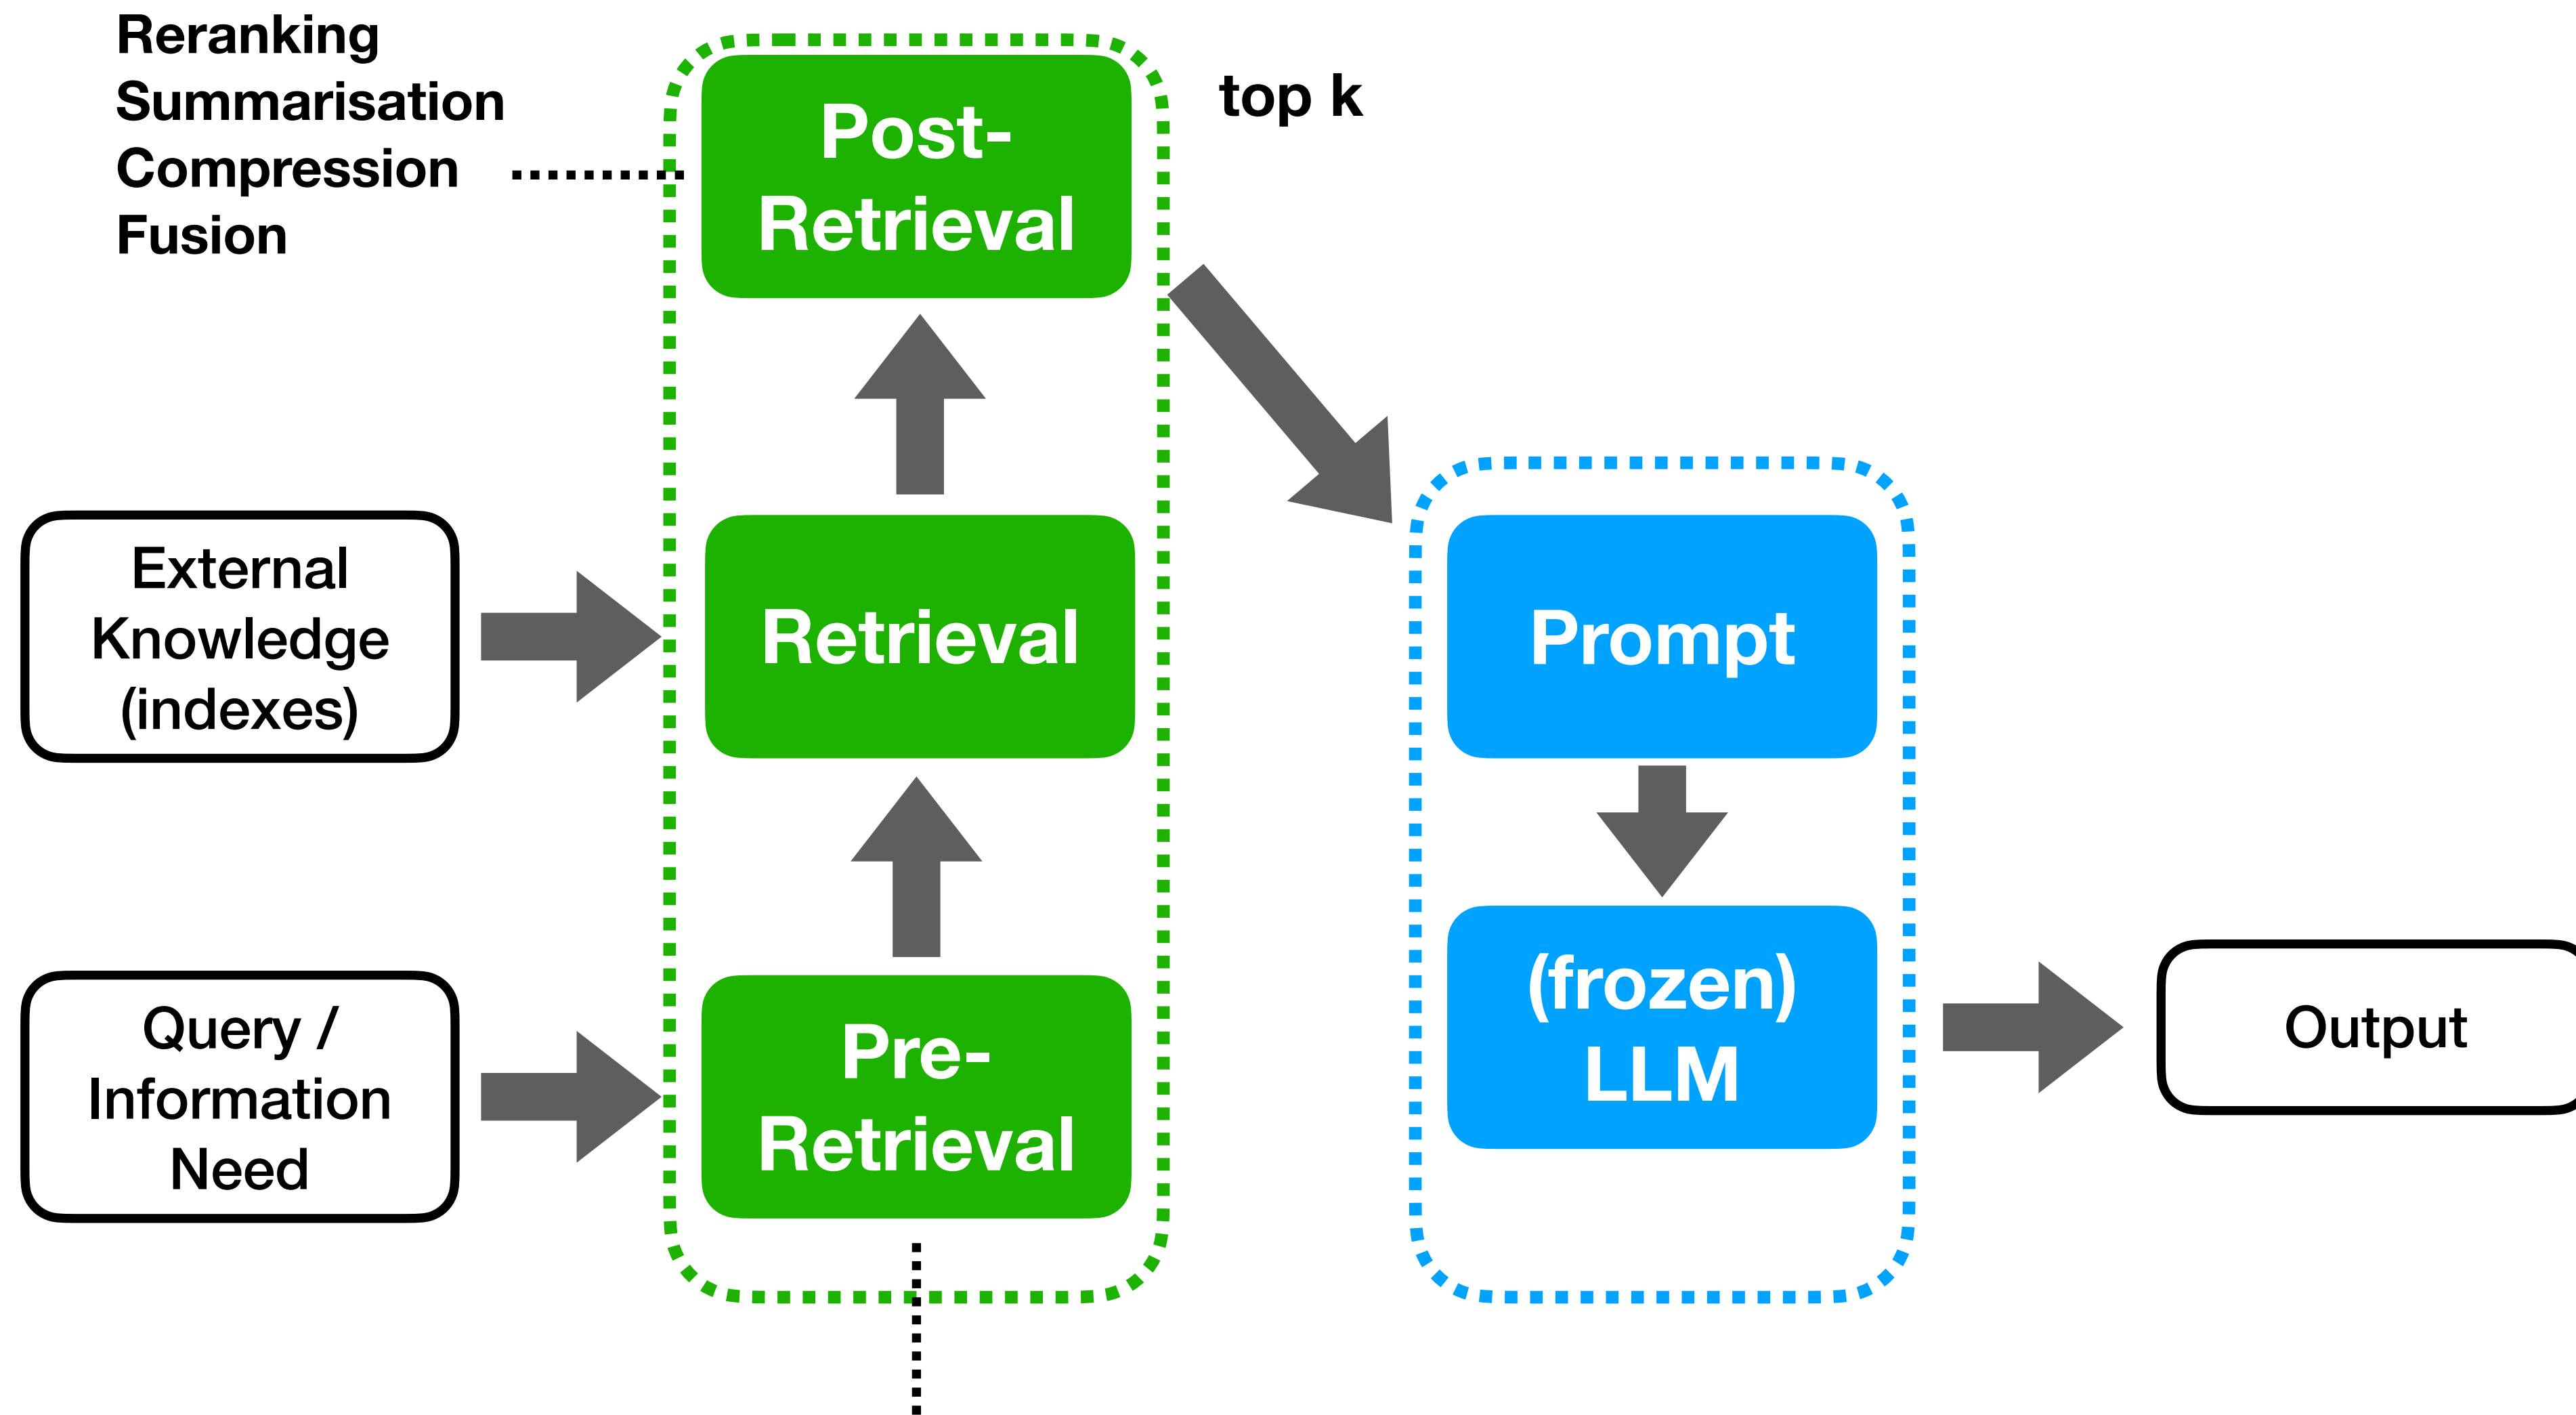 Reranking
Summarisation
Compression
Fusion
Post-
Retrieval
top k
External
Knowledge
(indexes)
Retrieval
Prompt
Query /
Information
Need
Pre-
Retrieval
(frozen)
LLM
Output